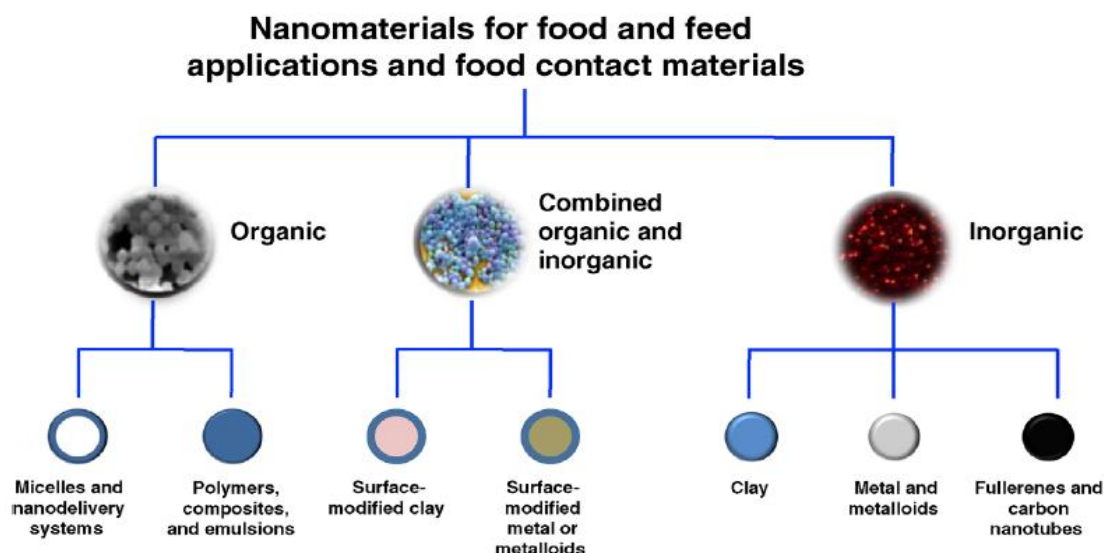 Nanomaterials for food and feed
applications and food contact materials
Organic
Combined
organic and
inorganic
Inorganic
Micelles and
nanodelivery
systems
Polymers,
composites,
and emulsions
Surface-
modified clay
Surface-
modified
metal or
metalloids
Clay
Metal and
metalloids
Fullerenes and
carbon
nanotubes